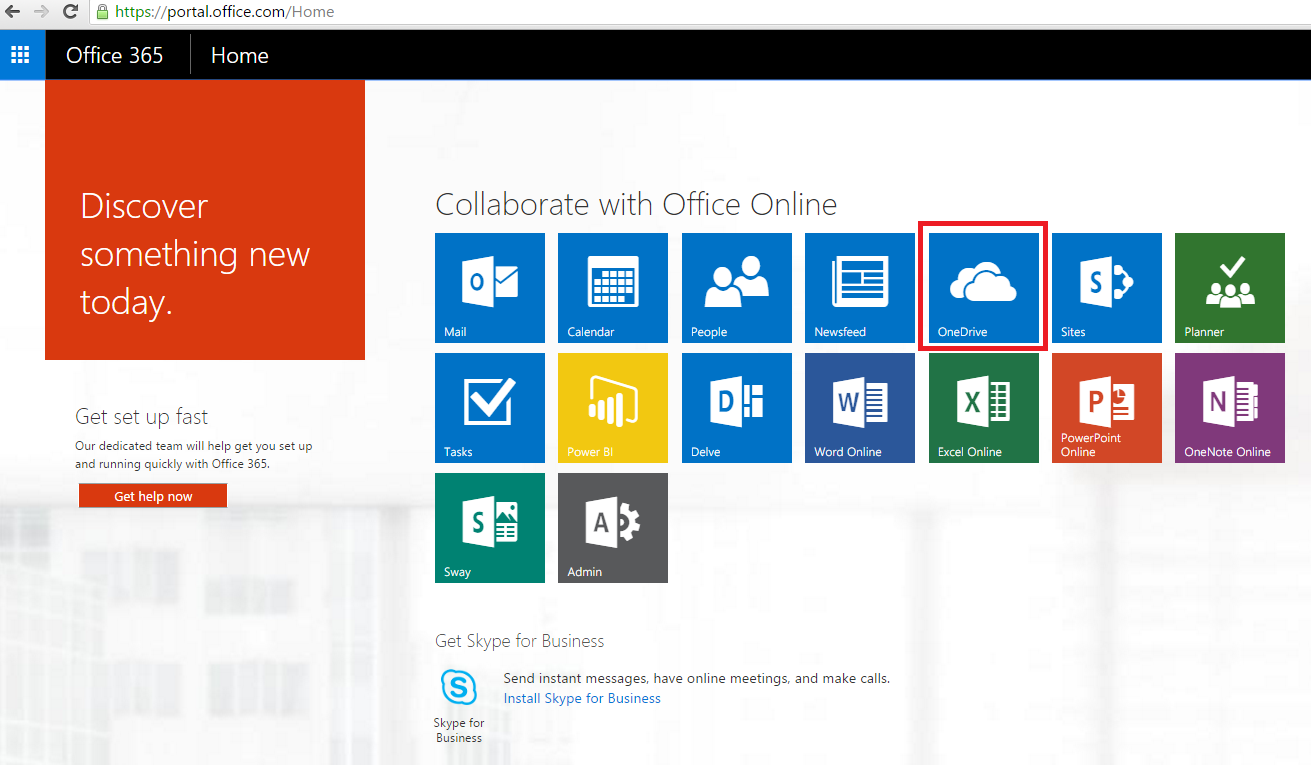 https://portal.office.com/Home
Office 365
Home
Discover
something new
today.
Get set up fast
Our dedicated team will help get you set up
and running quickly with Office 365.
Get help now
Collaborate with Office Online
Mail
Calendar
People
Newsfeed
OneDrive
Sites
Planner
Tasks
Power BI
Delve
Word Online
Excel Online
PowerPoint
Online
OneNote Online
Sway
Admin
Get Skype for Business
Send instant messages, have online meetings, and make calls.
Install Skype for Business
Skype for
Business